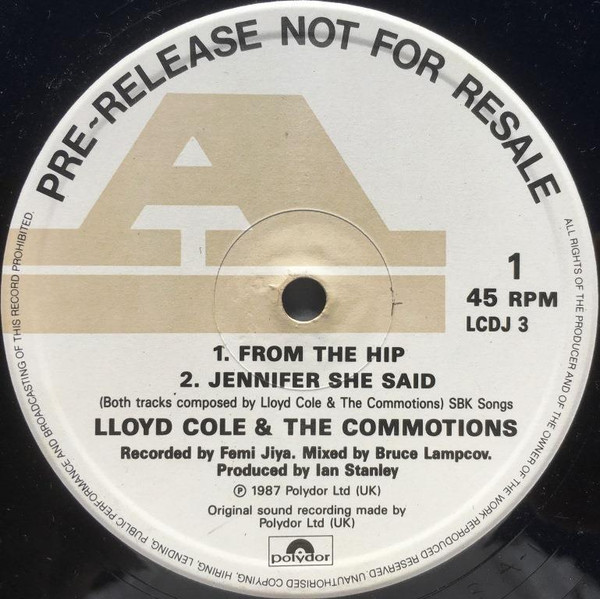 PRE-RELEASE NOT FOR RESALE
A
1
45 RPM
LCDJ 3
1. FROM THE HIP
2. JENNIFER SHE SAID
(Both tracks composed by Lloyd Cole & The Commotions) SBK Songs
LLOYD COLE & THE COMMOTIONS
Recorded by Femi Jiya. Mixed by Bruce Lampcov.
Produced by Ian Stanley
℗ 1987 Polydor Ltd (UK)
Original sound recording made by
Polydor Ltd (UK)
polydor
ALL RIGHTS OF THE PRODUCER AND OF THE OWNER OF THE WORK REPRODUCED RESERVED. UNAUTHORISED COPYING, HIRING, LENDING, PUBLIC PERFORMANCE AND BROADCASTING OF THIS RECORD PROHIBITED.